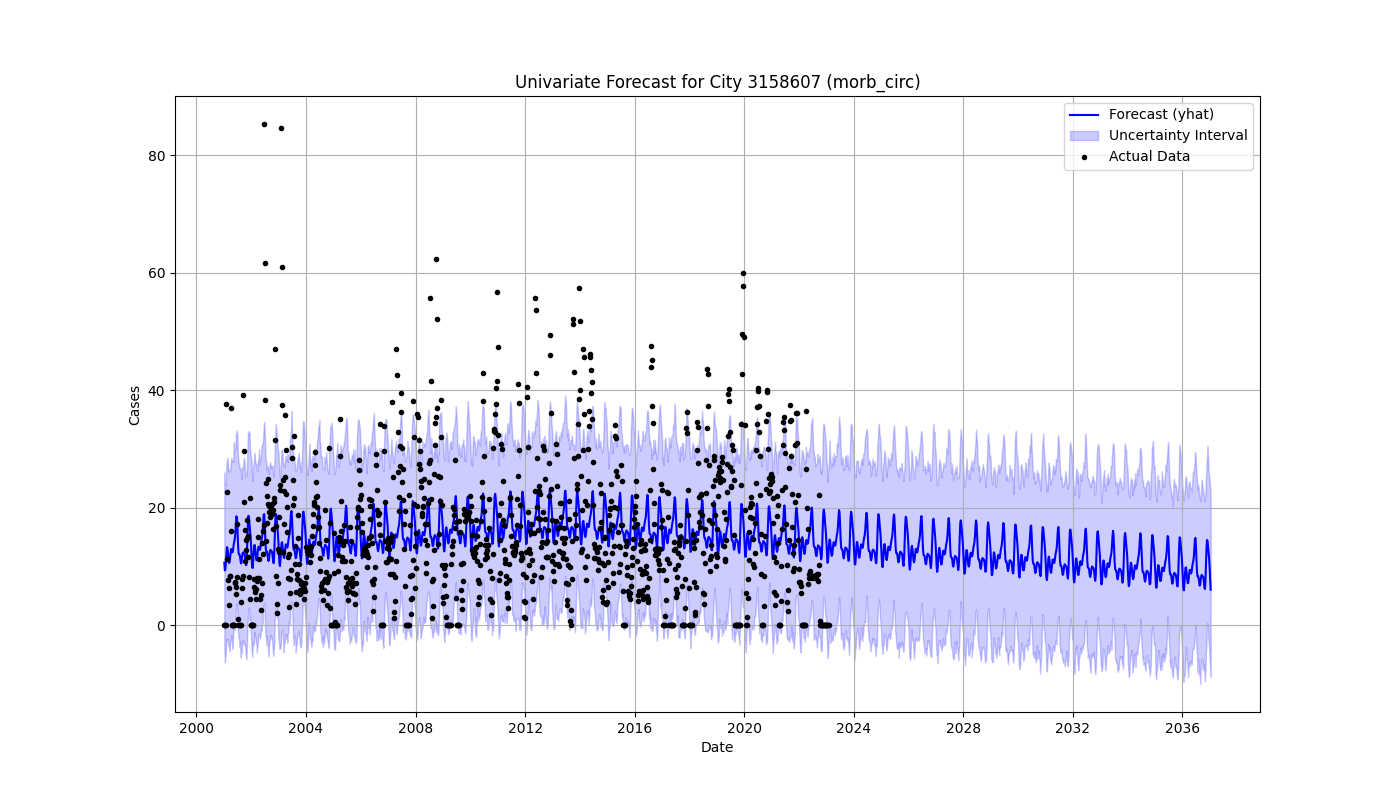 Univariate Forecast for City 3158607 (morb_circ)
Forecast (yhat)
Uncertainty Interval
Actual Data
Cases
80
60
40
20
0
2000 2004 2008 2012 2016 2020 2024 2028 2032 2036
Date